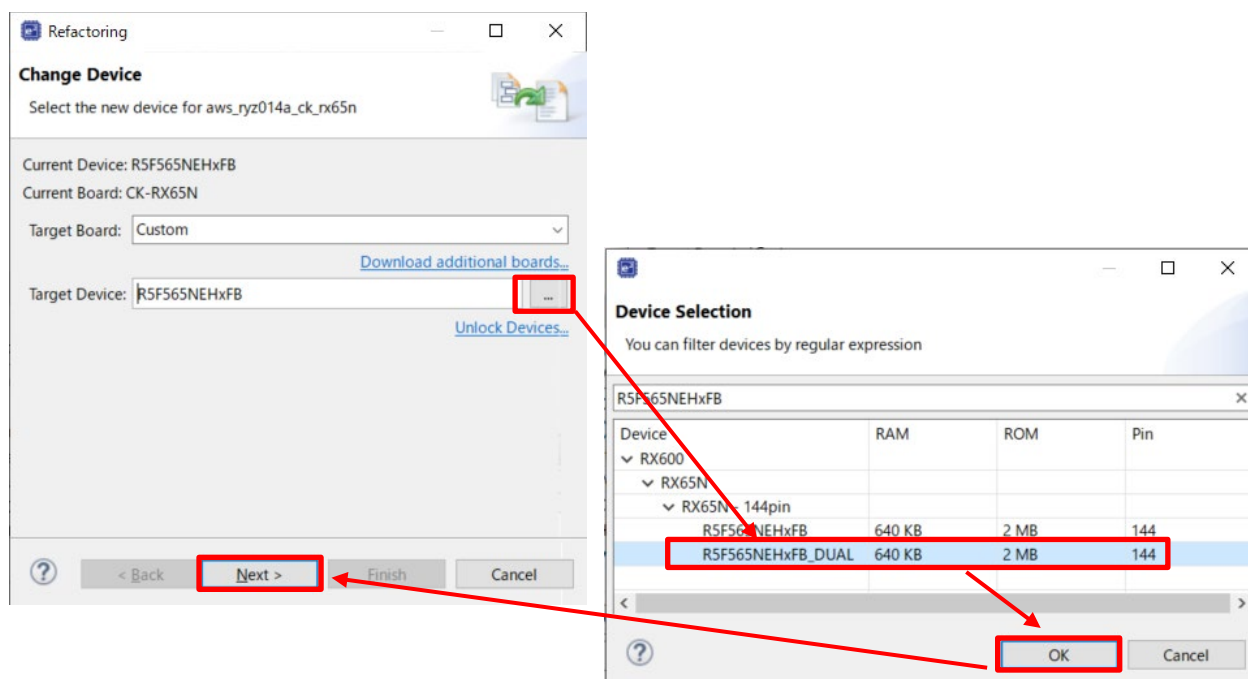 Refactoring
Change Device
Select the new device for aws_ryz014a_ck_rx65n
Current Device: R5F565NEHxFB
Current Board: CK-RX65N
Target Board: Custom
Download additional boards...
Target Device: R5F565NEHxFB ...
Unlock Devices...
? < Back Next > Finish Cancel
Device Selection
You can filter devices by regular expression
R5F565NEHxFB
Device RAM ROM Pin
RX600
RX65N
RX65N - 144pin
R5F565NEHxFB 640 KB 2 MB 144
R5F565NEHxFB_DUAL 640 KB 2 MB 144
? OK Cancel